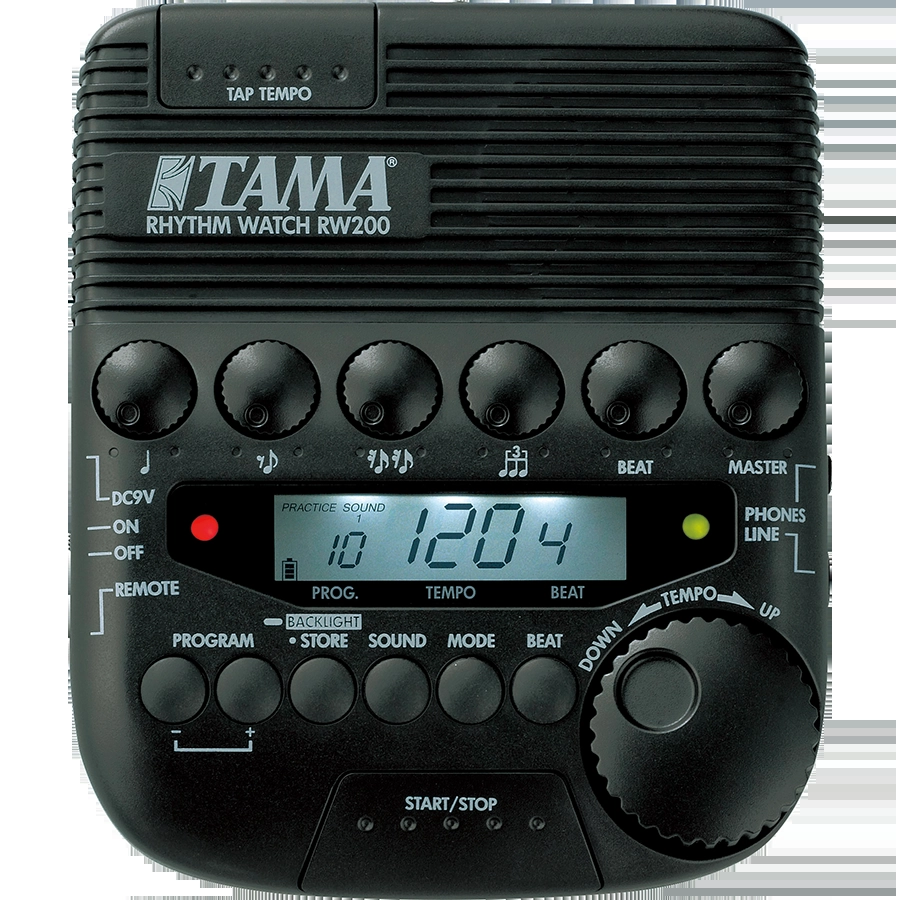 TAP TEMPO
TAMA®
RHYTHM WATCH RW200
3
BEAT
MASTER
DC9V
ON
OFF
REMOTE
PHONES
LINE
PRACTICE SOUND
1
10 120 4
PROG. TEMPO BEAT
DOWN TEMPO UP
BACKLIGHT
PROGRAM • STORE SOUND MODE BEAT
- +
START/STOP